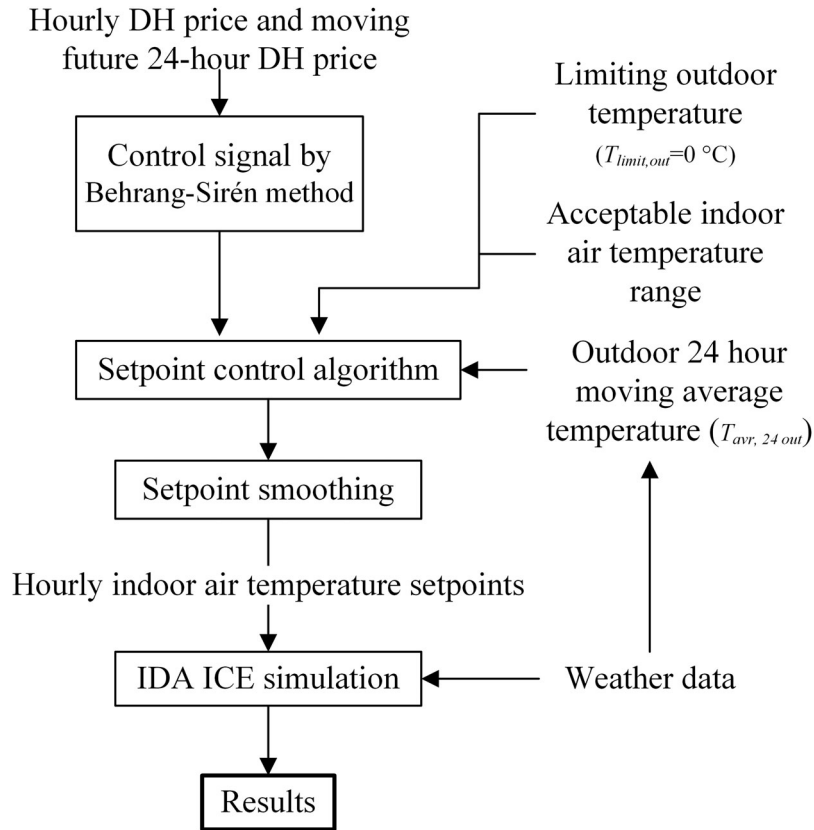 Hourly DH price and moving
future 24-hour DH price
Control signal by
Behrang-Sirén method
Limiting outdoor
temperature
(Tlimit,out=0 °C)
Acceptable indoor
air temperature
range
Setpoint control algorithm
Outdoor 24 hour
moving average
temperature (Tavr, 24 out)
Setpoint smoothing
Hourly indoor air temperature setpoints
IDA ICE simulation
Weather data
Results